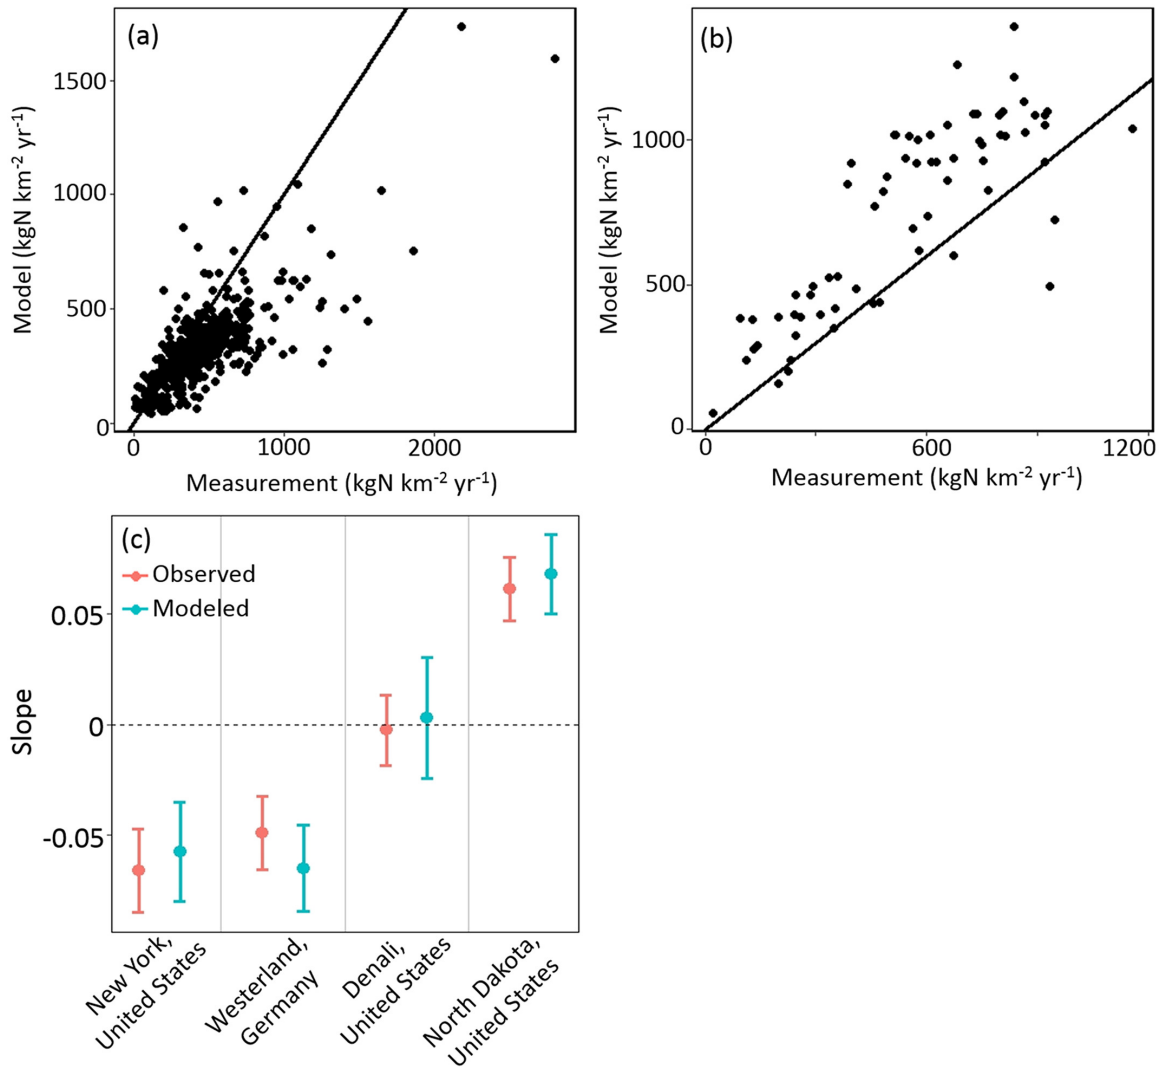 (a)
1500
1000
500
0
0
1000
2000
Model (kgN km-2 yr-1)
Measurement (kgN km-2 yr-1)
(b)
1000
500
0
0
600
1200
Model (kgN km-2 yr-1)
Measurement (kgN km-2 yr-1)
(c)
Observed
Modeled
0.05
0
-0.05
Slope
New York,
United States
Westerland,
Germany
Denali,
United States
North Dakota,
United States